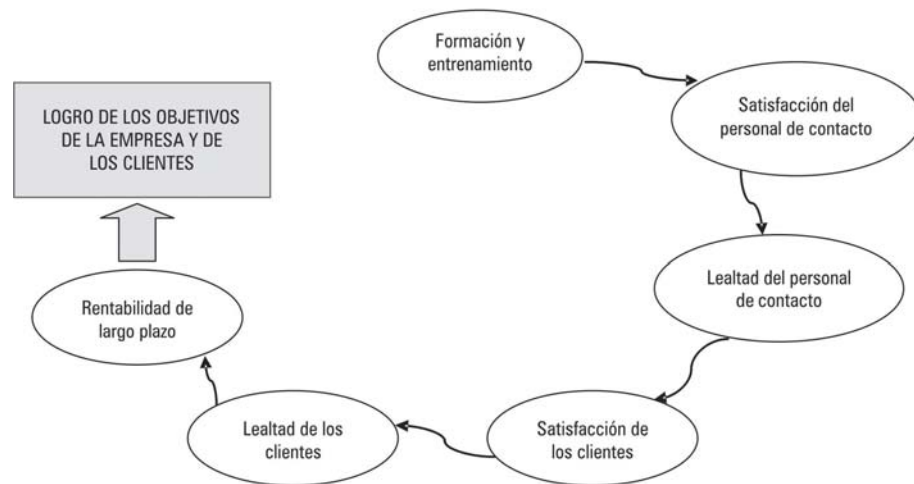 Formación y
entrenamiento
Satisfacción del
personal de contacto
Lealtad del personal
de contacto
Satisfacción de
los clientes
Lealtad de los
clientes
Rentabilidad de
largo plazo
LOGRO DE LOS OBJETIVOS
DE LA EMPRESA Y DE
LOS CLIENTES